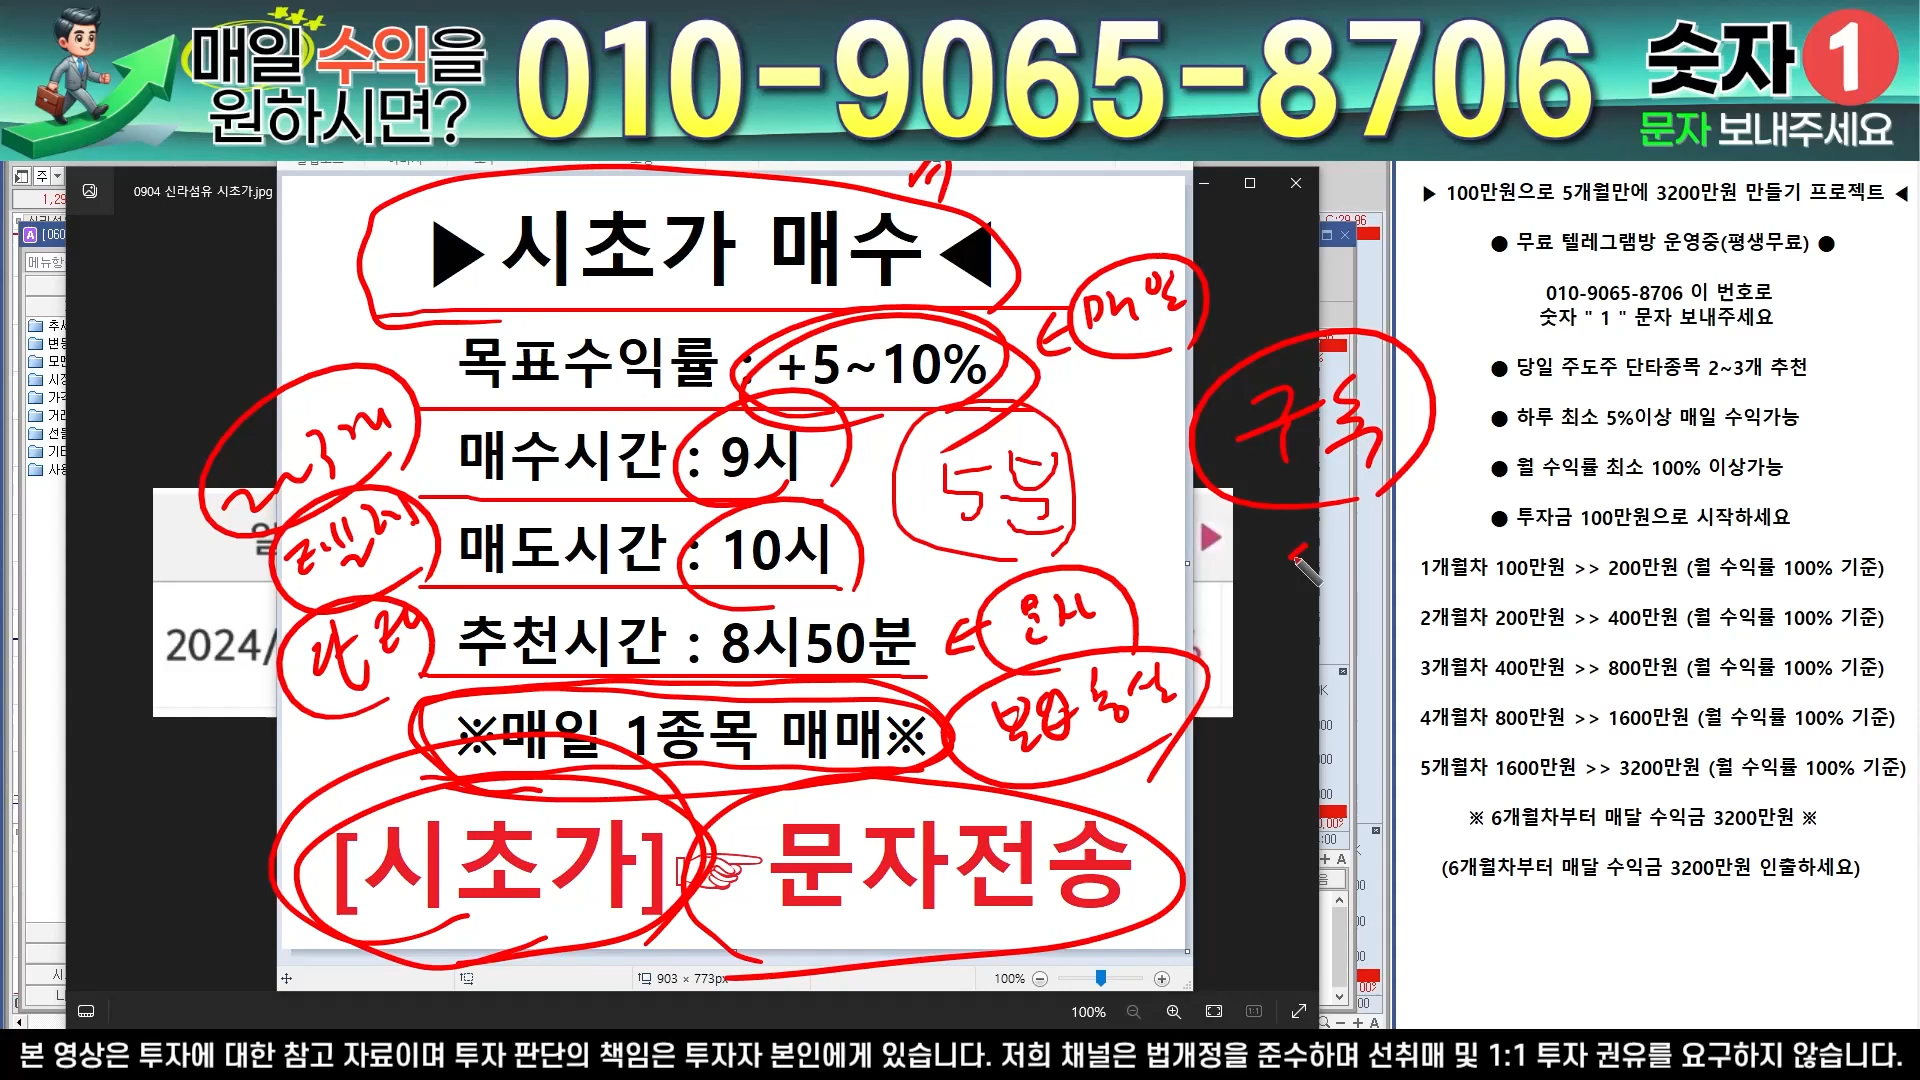 매일 수익을
원하시면?
010-9065-8706
숫자 1
문자 보내주세요
0904 신라섬유 시초가.jpg
▶시초가 매수◀
목표수익률 : +5~10%
매일
매수시간 : 9시
5분
2~3개
매도시간 : 10시
텔레
추천시간 : 8시50분
문자
단타
※매일 1종목 매매※
[시초가]☞ 문자전송
구독
2024/
903 × 773px
100%
100%
▶ 100만원으로 5개월만에 3200만원 만들기 프로젝트 ◀
● 무료 텔레그램방 운영중(평생무료) ●
010-9065-8706 이 번호로
숫자 " 1 " 문자 보내주세요
● 당일 주도주 단타종목 2~3개 추천
● 하루 최소 5%이상 매일 수익가능
● 월 수익률 최소 100% 이상가능
● 투자금 100만원으로 시작하세요
1개월차 100만원 >> 200만원 (월 수익률 100% 기준)
2개월차 200만원 >> 400만원 (월 수익률 100% 기준)
3개월차 400만원 >> 800만원 (월 수익률 100% 기준)
4개월차 800만원 >> 1600만원 (월 수익률 100% 기준)
5개월차 1600만원 >> 3200만원 (월 수익률 100% 기준)
※ 6개월차부터 매달 수익금 3200만원 ※
(6개월차부터 매달 수익금 3200만원 인출하세요)
본 영상은 투자에 대한 참고 자료이며 투자 판단의 책임은 투자자 본인에게 있습니다. 저희 채널은 법개정을 준수하며 선취매 및 1:1 투자 권유를 요구하지 않습니다.